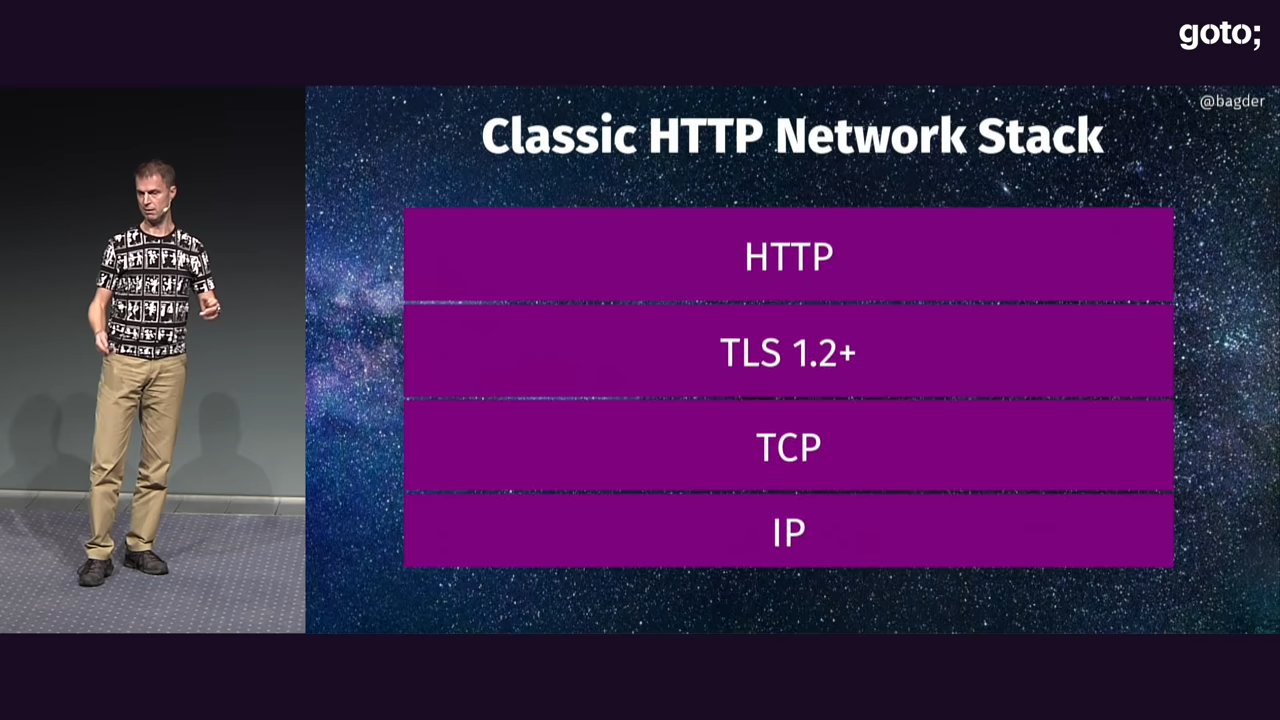 goto;
@bagder
Classic HTTP Network Stack
HTTP
TLS 1.2+
TCP
IP